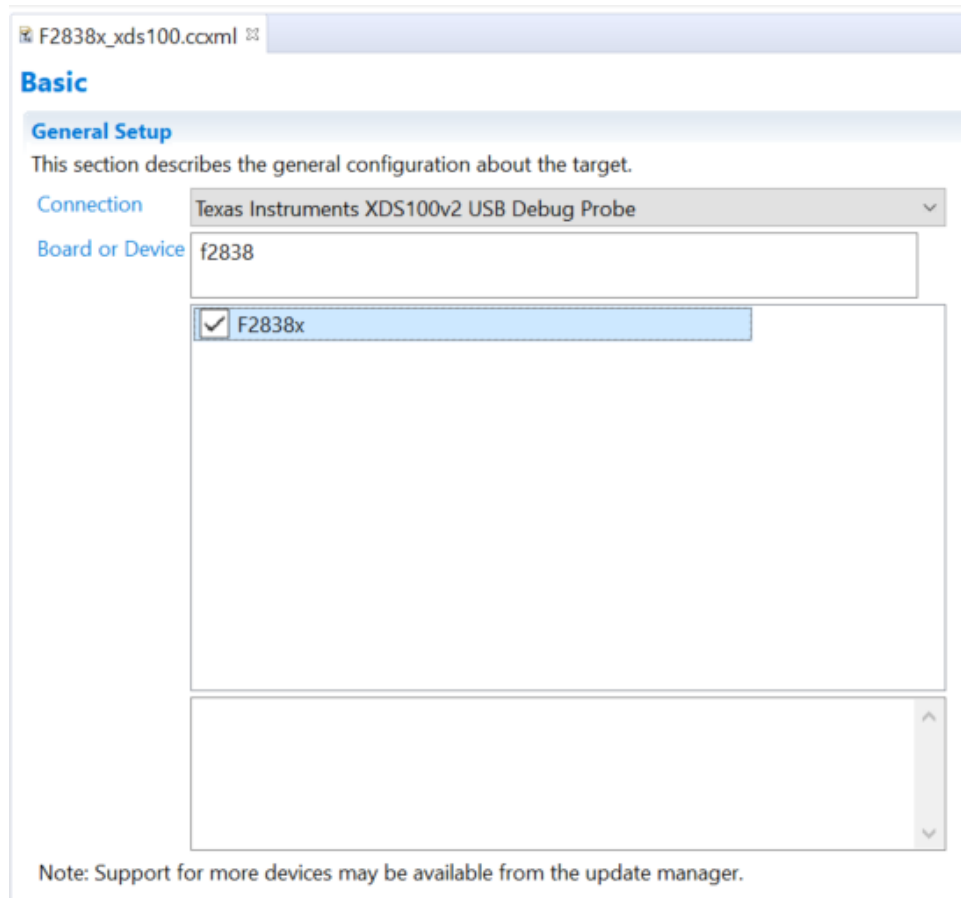 F2838x_xds100.ccxml
Basic
General Setup
This section describes the general configuration about the target.
Connection Texas Instruments XDS100v2 USB Debug Probe
Board or Device f2838
F2838x
Note: Support for more devices may be available from the update manager.